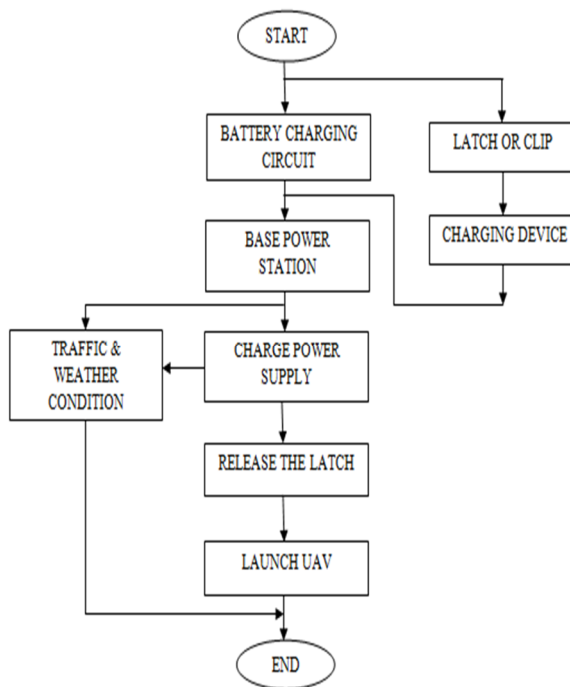 START
BATTERY CHARGING
CIRCUIT
LATCH OR CLIP
CHARGING DEVICE
BASE POWER
STATION
TRAFFIC &
WEATHER
CONDITION
CHARGE POWER
SUPPLY
RELEASE THE LATCH
LAUNCH UAV
END